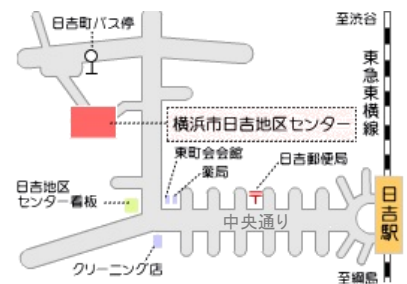 至渋谷
日吉町バス停
東急東横線
横浜市日吉地区センター
東町会会館
薬局
日吉郵便局
日吉地区
センター看板
中央通り
日吉駅
クリーニング店
至綱島